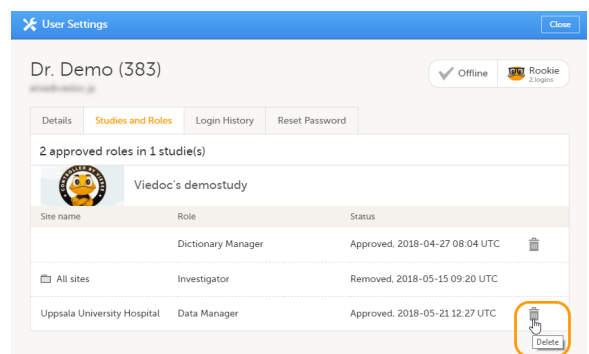 User Settings
Close
Dr. Demo (383)
Offline
Rookie
2 logins
Details
Studies and Roles
Login History
Reset Password
2 approved roles in 1 studie(s)
Viedoc's demostudy
Site name Role Status
Dictionary Manager Approved, 2018-04-27 08:04 UTC
All sites Investigator Removed, 2018-05-15 09:20 UTC
Uppsala University Hospital Data Manager Approved, 2018-05-21 12:27 UTC
Delete